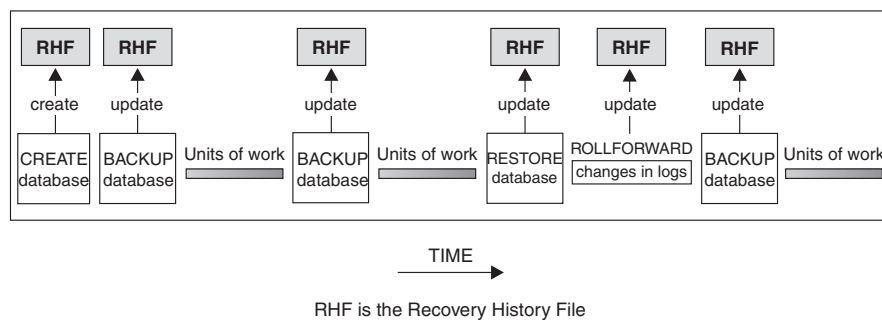 RHF RHF RHF RHF RHF RHF
create update update update update update
CREATE
database
BACKUP
database
Units of work
BACKUP
database
Units of work
RESTORE
database
ROLLFORWARD
changes in logs
BACKUP
database
Units of work
TIME
RHF is the Recovery History File